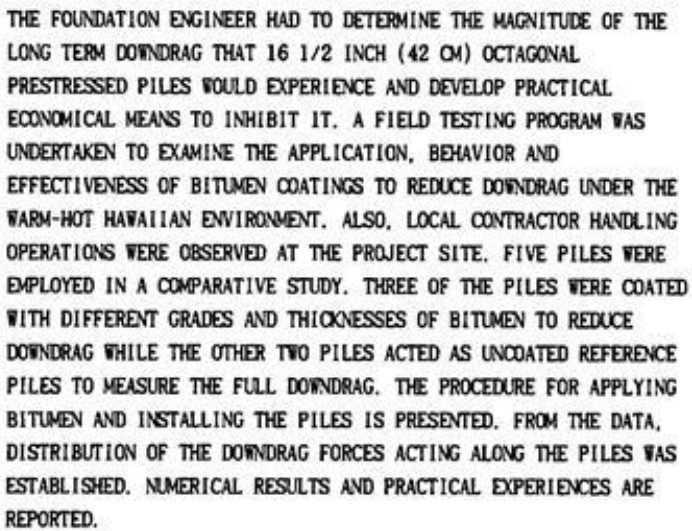 THE FOUNDATION ENGINEER HAD TO DETERMINE THE MAGNITUDE OF THE
LONG TERM DOWNDRAG THAT 16 1/2 INCH (42 CM) OCTAGONAL
PRESTRESSED PILES WOULD EXPERIENCE AND DEVELOP PRACTICAL
ECONOMICAL MEANS TO INHIBIT IT. A FIELD TESTING PROGRAM WAS
UNDERTAKEN TO EXAMINE THE APPLICATION, BEHAVIOR AND
EFFECTIVENESS OF BITUMEN COATINGS TO REDUCE DOWNDRAG UNDER THE
WARM-HOT HAWAIIAN ENVIRONMENT. ALSO, LOCAL CONTRACTOR HANDLING
OPERATIONS WERE OBSERVED AT THE PROJECT SITE. FIVE PILES WERE
EMPLOYED IN A COMPARATIVE STUDY. THREE OF THE PILES WERE COATED
WITH DIFFERENT GRADES AND THICKNESSES OF BITUMEN TO REDUCE
DOWNDRAG WHILE THE OTHER TWO PILES ACTED AS UNCOATED REFERENCE
PILES TO MEASURE THE FULL DOWNDRAG. THE PROCEDURE FOR APPLYING
BITUMEN AND INSTALLING THE PILES IS PRESENTED. FROM THE DATA,
DISTRIBUTION OF THE DOWNDRAG FORCES ACTING ALONG THE PILES WAS
ESTABLISHED. NUMERICAL RESULTS AND PRACTICAL EXPERIENCES ARE
REPORTED.